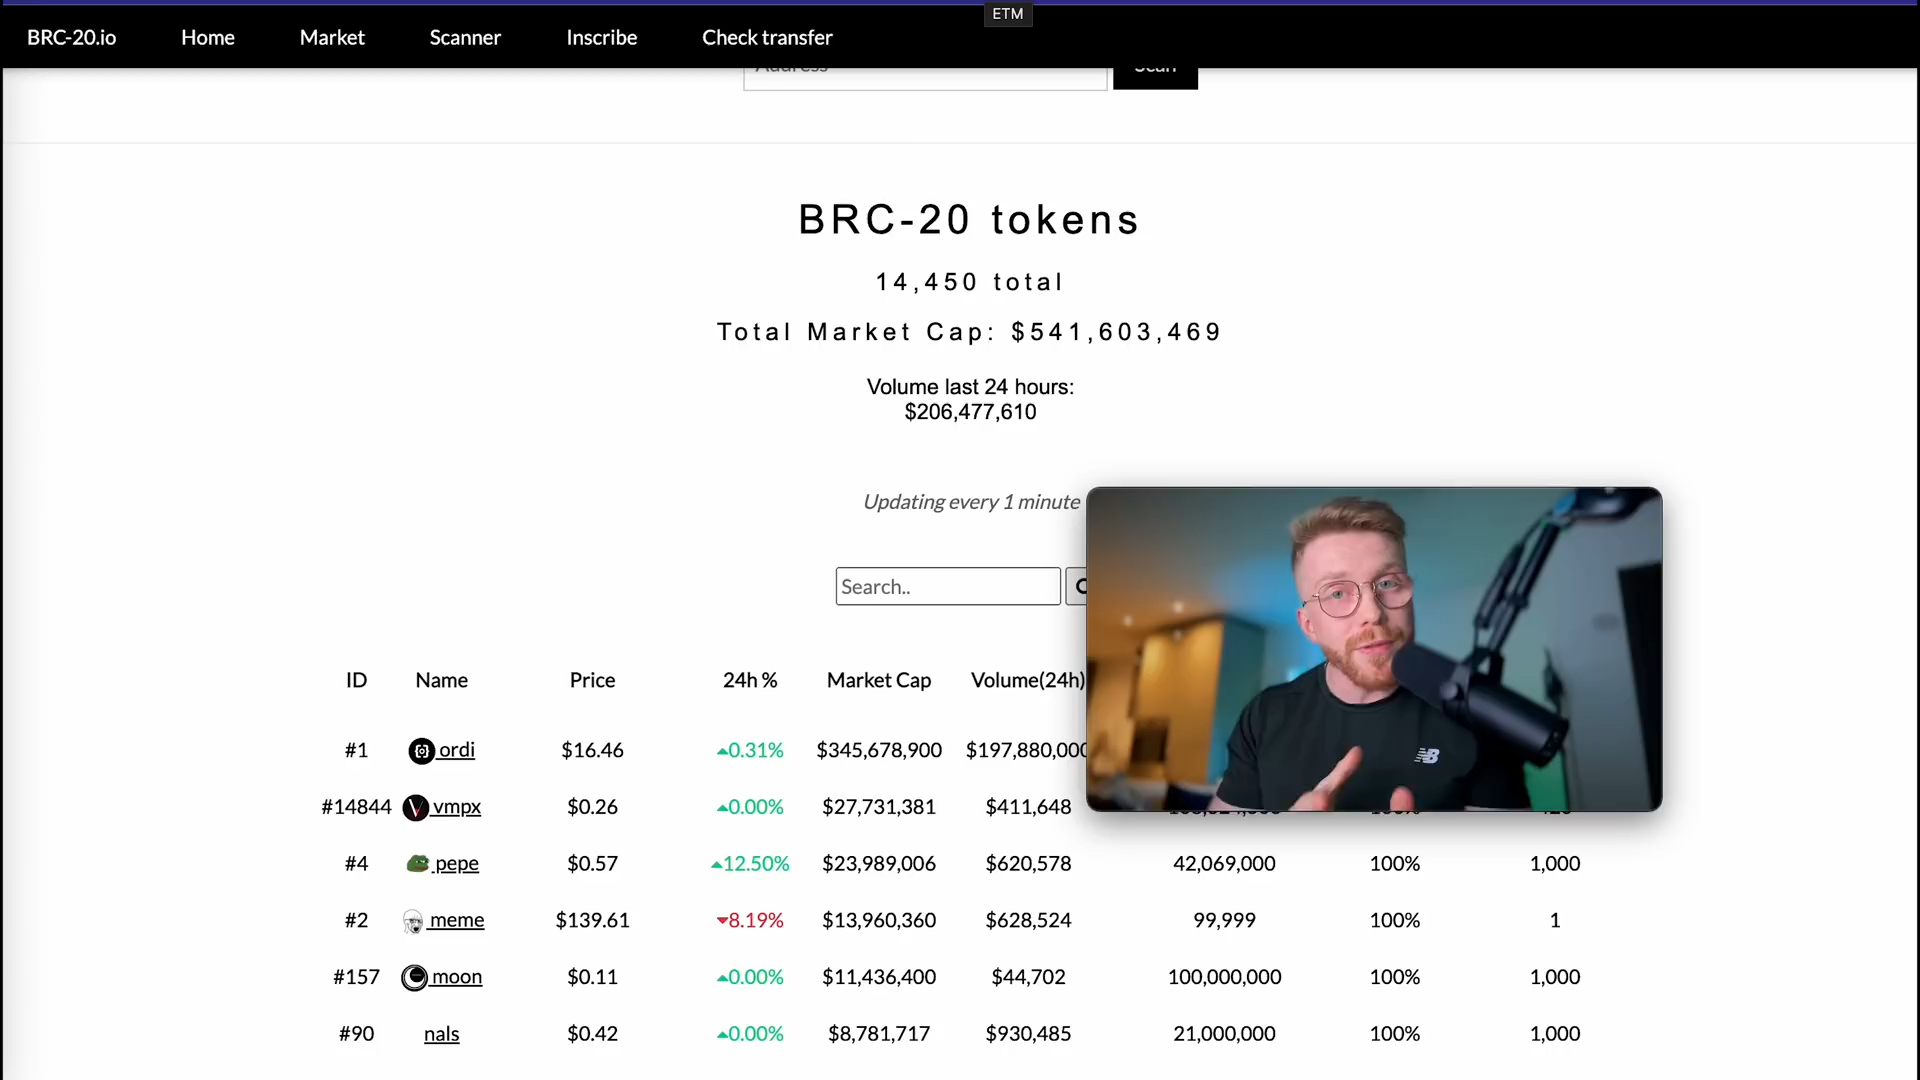 ETM
BRC-20.io Home Market Scanner Inscribe Check transfer
Address Scan
BRC-20 tokens
14,450 total
Total Market Cap: $541,603,469
Volume last 24 hours:
$206,477,610
Updating every 1 minute
Search..
ID Name Price 24h % Market Cap Volume(24h)
#1 ordi $16.46 0.31% $345,678,900 $197,880,000
#14844 vmpx $0.26 0.00% $27,731,381 $411,648
#4 pepe $0.57 12.50% $23,989,006 $620,578 42,069,000 100% 1,000
#2 meme $139.61 8.19% $13,960,360 $628,524 99,999 100% 1
#157 moon $0.11 0.00% $11,436,400 $44,702 100,000,000 100% 1,000
#90 nals $0.42 0.00% $8,781,717 $930,485 21,000,000 100% 1,000